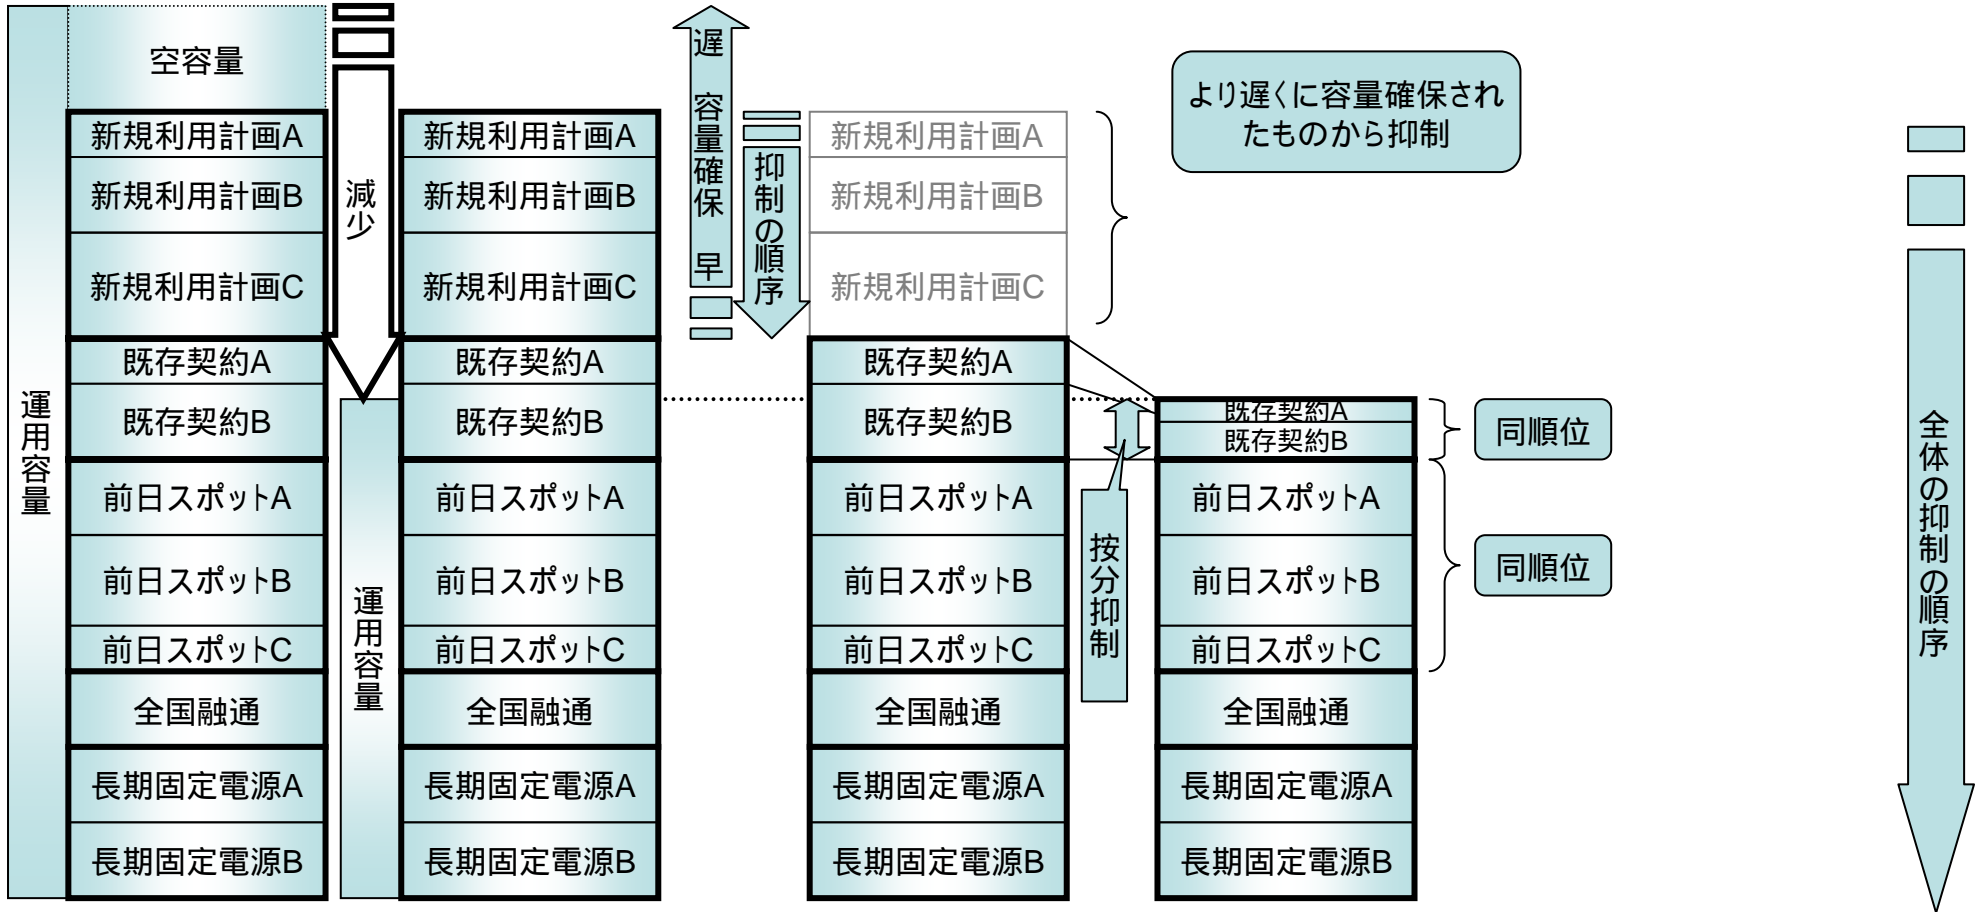 運用容量
空容量
新規利用計画A
新規利用計画B
新規利用計画C
既存契約A
既存契約B
前日スポットA
前日スポットB
前日スポットC
全国融通
長期固定電源A
長期固定電源B
減少
運用容量
新規利用計画A
新規利用計画B
新規利用計画C
既存契約A
既存契約B
前日スポットA
前日スポットB
前日スポットC
全国融通
長期固定電源A
長期固定電源B
遅 容量確保 早
抑制の順序
新規利用計画A
新規利用計画B
新規利用計画C
既存契約A
既存契約B
前日スポットA
前日スポットB
前日スポットC
全国融通
長期固定電源A
長期固定電源B
より遅くに容量確保され
たものから抑制
按分抑制
既存契約A
既存契約B
前日スポットA
前日スポットB
前日スポットC
全国融通
長期固定電源A
長期固定電源B
同順位
同順位
全体の抑制の順序